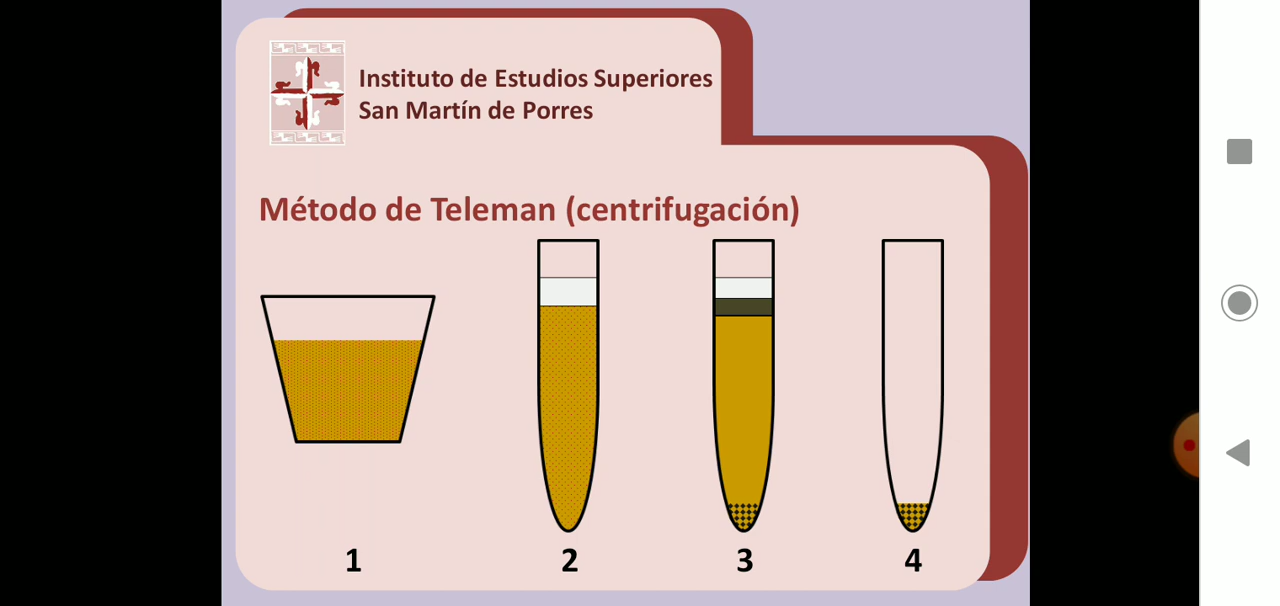 Instituto de Estudios Superiores
San Martín de Porres
Método de Teleman (centrifugación)
1 2 3 4